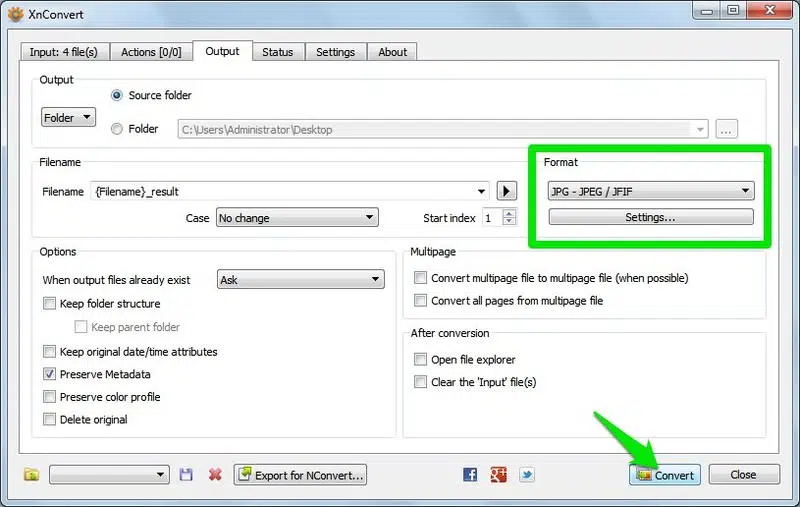 XnConvert
Input: 4 file(s) Actions [0/0] Output Status Settings About
Output
Folder Source folder
Folder C:\Users\Administrator\Desktop ...
Filename
Filename {Filename}_result
Case No change Start index 1
Format
JPG - JPEG / JFIF
Settings...
Options
When output files already exist Ask
Keep folder structure
Keep parent folder
Keep original date/time attributes
Preserve Metadata
Preserve color profile
Delete original
Multipage
Convert multipage file to multipage file (when possible)
Convert all pages from multipage file
After conversion
Open file explorer
Clear the 'Input' file(s)
Export for NConvert... Convert Close